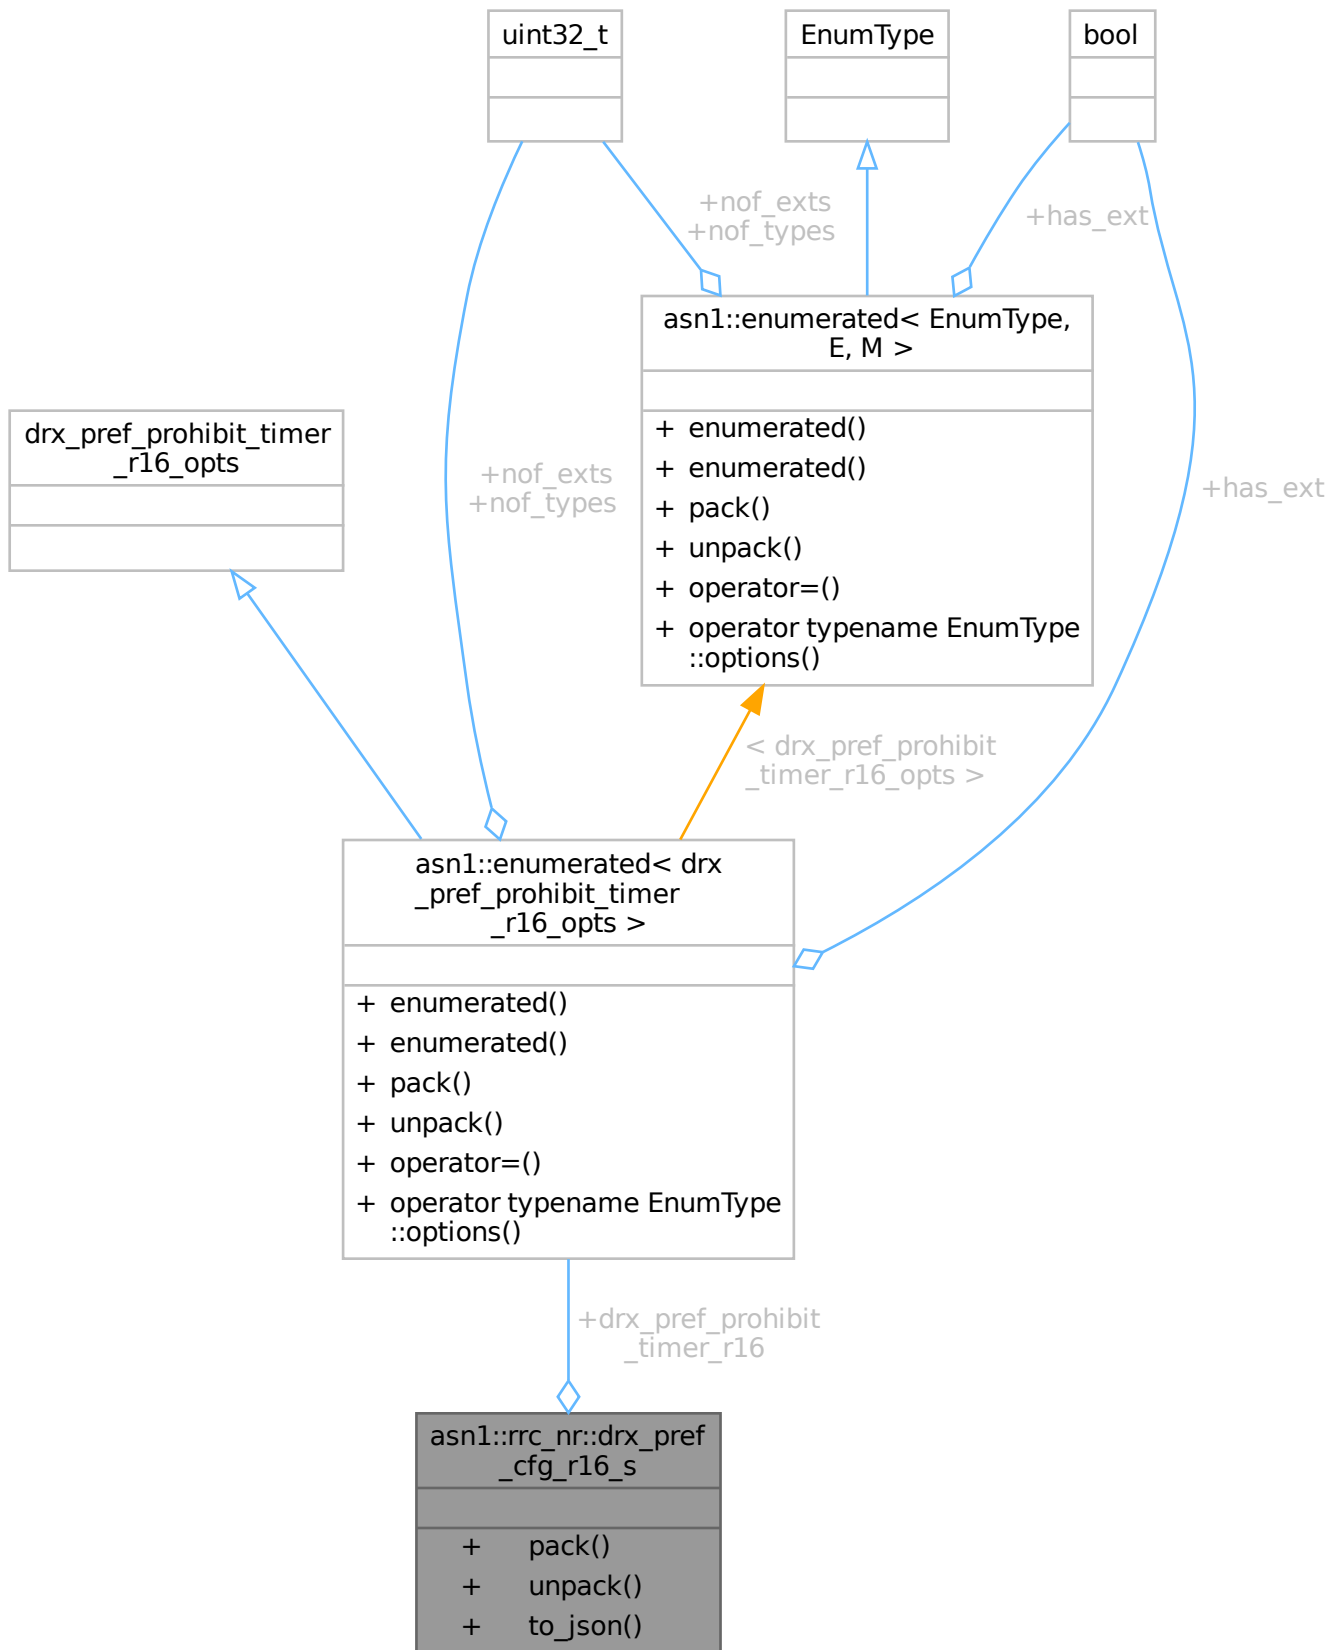 uint32_t
EnumType
bool
+nof_exts
+nof_types
+has_ext
asn1::enumerated< EnumType,
E, M >
+ enumerated()
+ enumerated()
+ pack()
+ unpack()
+ operator=()
+ operator typename EnumType
::options()
drx_pref_prohibit_timer
_r16_opts
+nof_exts
+nof_types
+has_ext
< drx_pref_prohibit
_timer_r16_opts >
asn1::enumerated< drx
_pref_prohibit_timer
_r16_opts >
+ enumerated()
+ enumerated()
+ pack()
+ unpack()
+ operator=()
+ operator typename EnumType
::options()
+drx_pref_prohibit
_timer_r16
asn1::rrc_nr::drx_pref
_cfg_r16_s
+ pack()
+ unpack()
+ to_json()